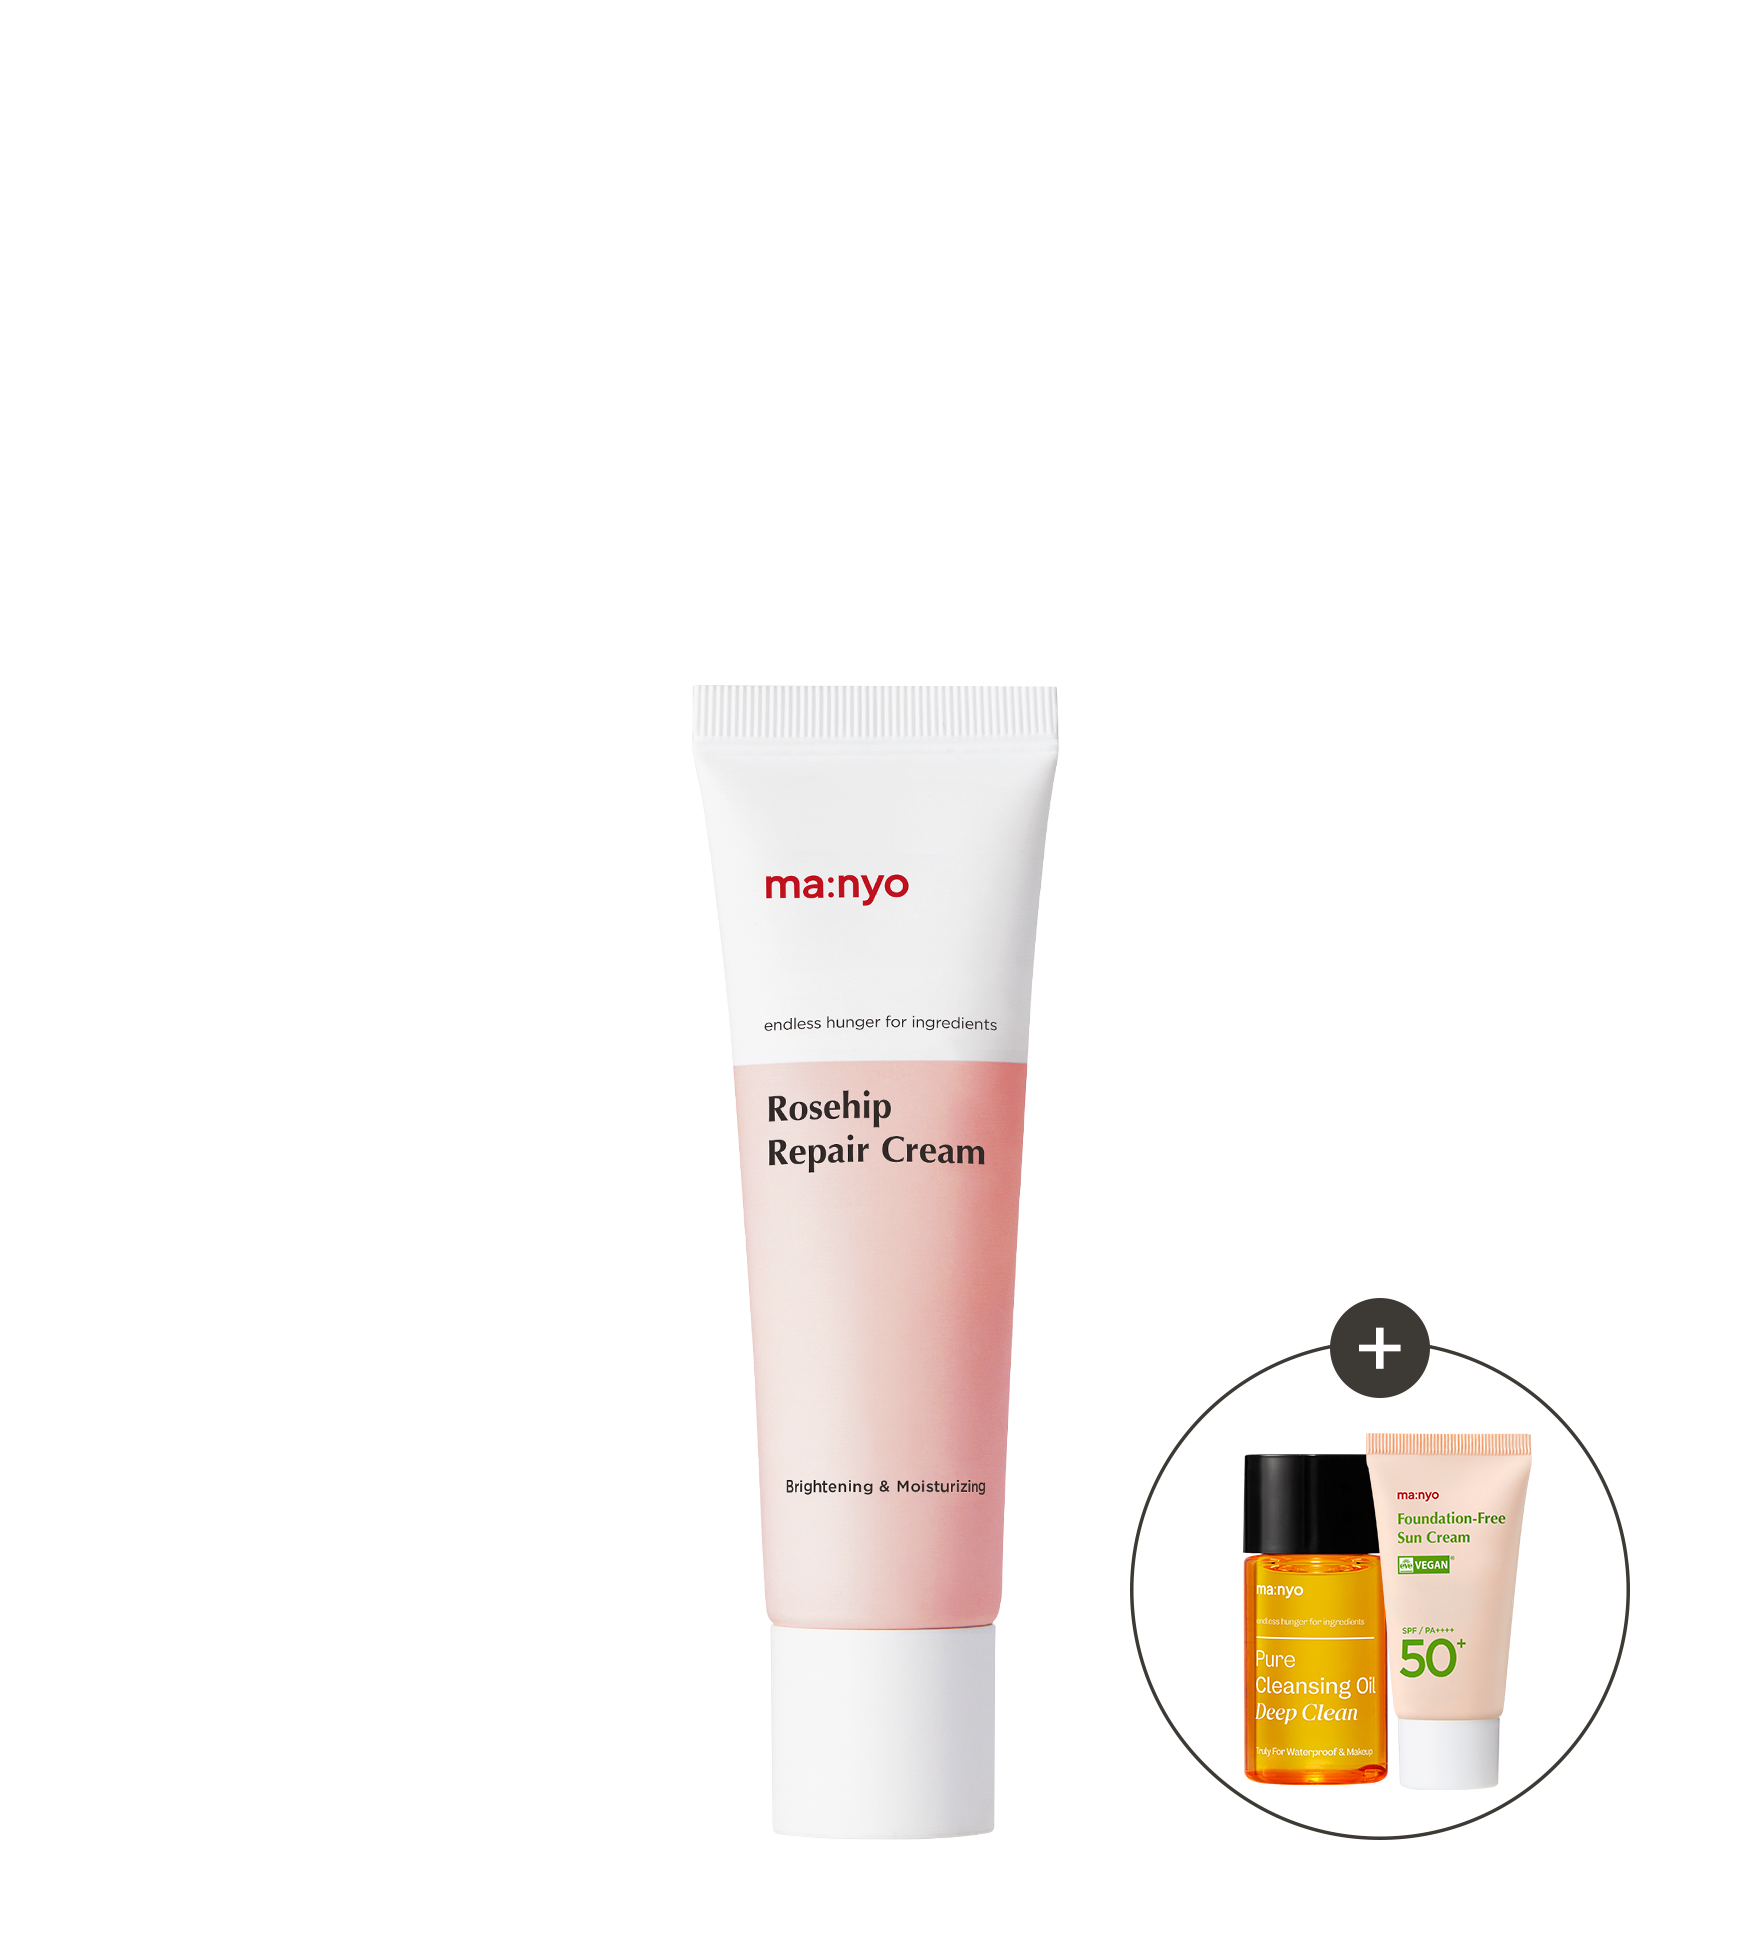 ma:nyo
endless hunger for ingredients
Rosehip
Repair Cream
Brightening & Moisturizing
+
ma:nyo
endless hunger for ingredients
Pure
Cleansing Oil
Deep Clean
Truly For Waterproof & Makeup
ma:nyo
Foundation-Free
Sun Cream
eve VEGAN
SPF / PA++++
50+